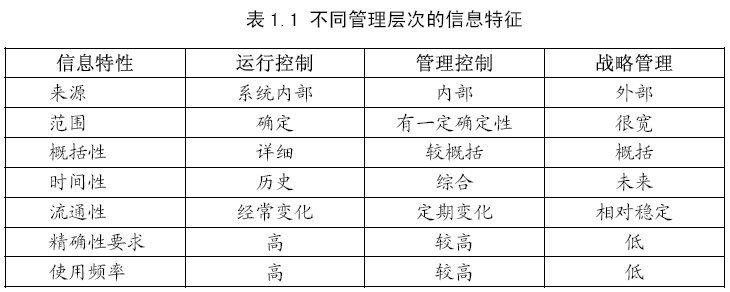 表1.1 不同管理层次的信息特征
信息特性 运行控制 管理控制 战略管理
来源 系统内部 内部 外部
范围 确定 有一定确定性 很宽
概括性 详细 较概括 概括
时间性 历史 综合 未来
流通性 经常变化 定期变化 相对稳定
精确性要求 高 较高 低
使用频率 高 较高 低